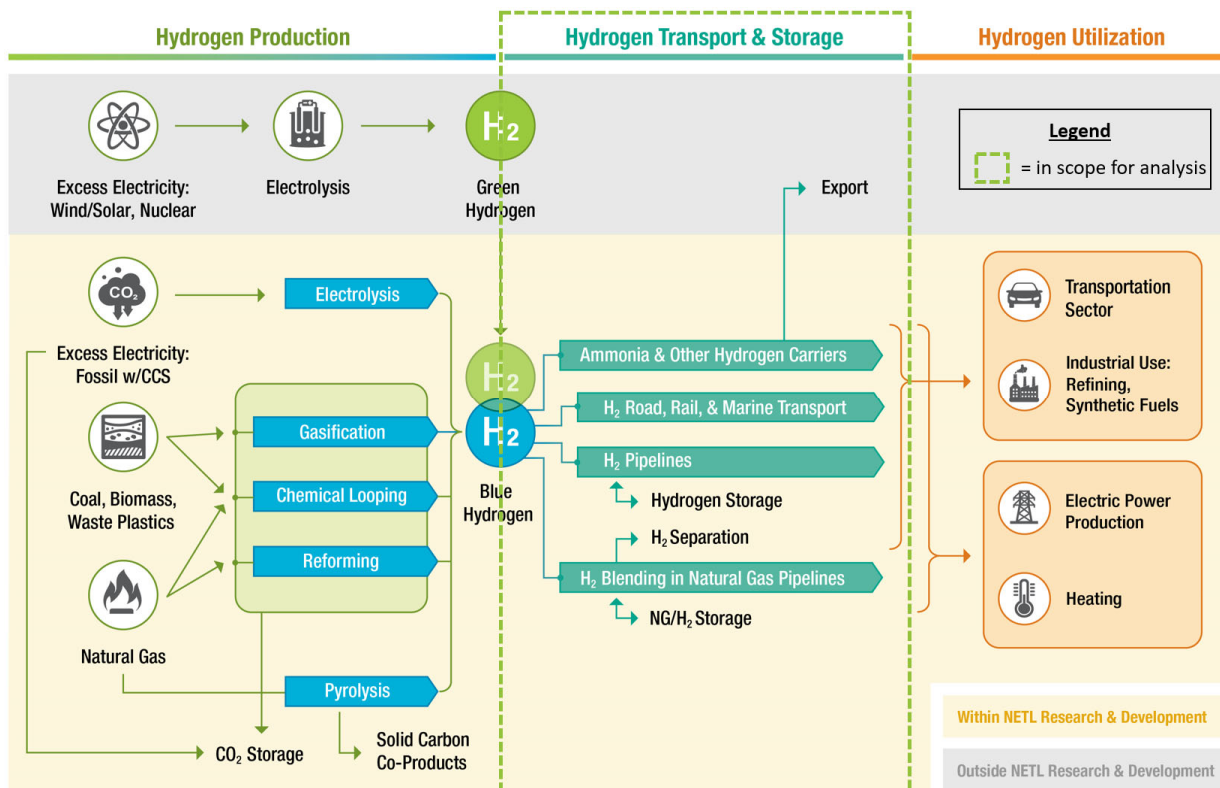 Hydrogen Production
Hydrogen Transport & Storage
Hydrogen Utilization
H2
Excess Electricity:
Wind/Solar, Nuclear
Electrolysis
Green
Hydrogen
Export
Legend
= in scope for analysis
CO2
Excess Electricity:
Fossil w/CCS
Electrolysis
H2
H2
Blue
Hydrogen
Coal, Biomass,
Waste Plastics
Natural Gas
Gasification
Chemical Looping
Reforming
Pyrolysis
CO2 Storage
Solid Carbon
Co-Products
Ammonia & Other Hydrogen Carriers
H2 Road, Rail, & Marine Transport
H2 Pipelines
Hydrogen Storage
H2 Separation
H2 Blending in Natural Gas Pipelines
NG/H2 Storage
Transportation
Sector
Industrial Use:
Refining,
Synthetic Fuels
Electric Power
Production
Heating
Within NETL Research & Development
Outside NETL Research & Development